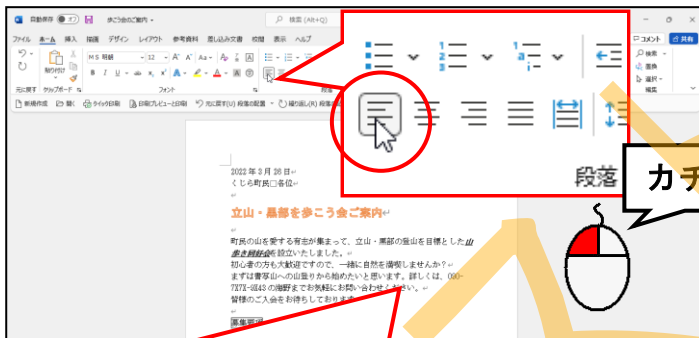 自動保存 オフ 歩こう会のご案内 検索 (Alt+Q)
ファイル ホーム 挿入 描画 デザイン レイアウト 参考資料 差し込み文書 校閲 表示 ヘルプ コメント 共有
貼り付け MS 明朝 12 検索
置換
選択
元に戻す クリップボード フォント 段落 編集
新規作成 開く クイック印刷 印刷プレビューと印刷 元に戻す(U) 段落の配置 繰り返し(R) 段落の
段落
カチ
2022 年 3 月 26 日
くじら町民□各位
立山・黒部を歩こう会ご案内
町民の山を愛する有志が集まって、立山・黒部の登山を目標とした山
歩き同好会を設立いたしました。
初心者の方も大歓迎ですので、一緒に自然を満喫しませんか?
まずは書写山への山登りから始めたいと思います。詳しくは、090-
7X7X-8X43 の海野までお気軽にお問い合わせください。
皆様のご入会をお待ちしております
募集要項